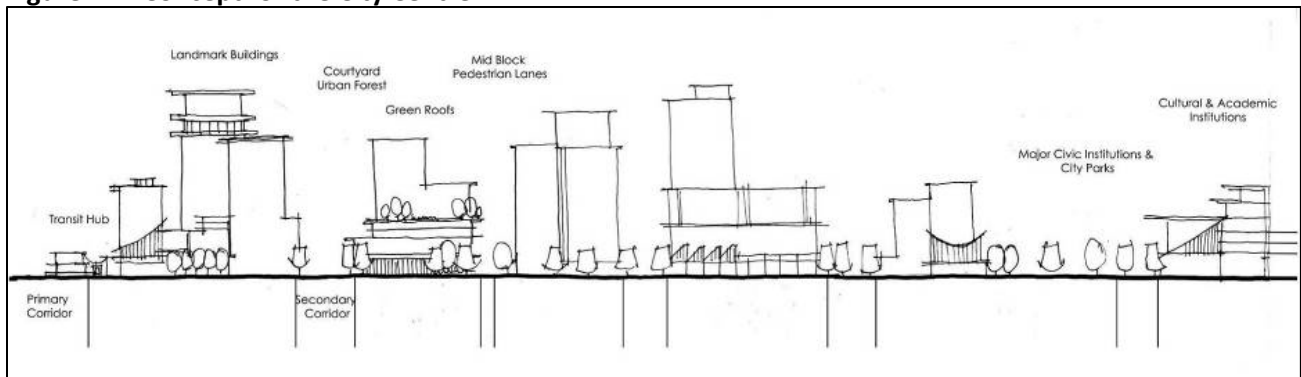 Landmark Buildings
Courtyard
Urban Forest
Green Roofs
Mid Block
Pedestrian Lanes
Cultural & Academic
Institutions
Major Civic Institutions &
City Parks
Transit Hub
Primary
Corridor
Secondary
Corridor